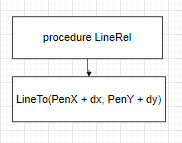 procedure LineRel
LineTo(PenX + dx, PenY + dy)